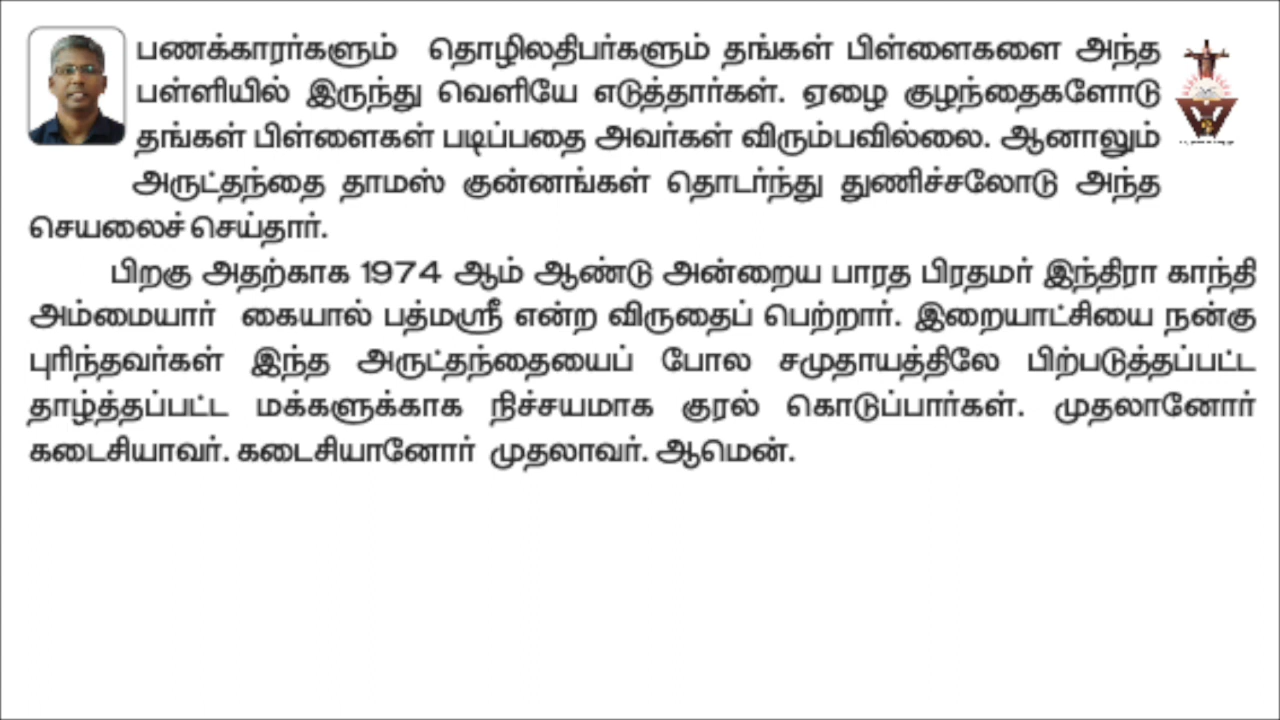 பணக்காரர்களும் தொழிலதிபர்களும் தங்கள் பிள்ளைகளை அந்த
பள்ளியில் இருந்து வெளியே எடுத்தார்கள். ஏழை குழந்தைகளோடு
தங்கள் பிள்ளைகள் படிப்பதை அவர்கள் விரும்பவில்லை. ஆனாலும்
அருட்தந்தை தாமஸ் குன்னங்கள் தொடர்ந்து துணிச்சலோடு அந்த
செயலைச் செய்தார்.
பிறகு அதற்காக 1974 ஆம் ஆண்டு அன்றைய பாரத பிரதமர் இந்திரா காந்தி
அம்மையார் கையால் பத்மஸ்ரீ என்ற விருதைப் பெற்றார். இறையாட்சியை நன்கு
புரிந்தவர்கள் இந்த அருட்தந்தையைப் போல சமுதாயத்திலே பிற்படுத்தப்பட்ட
தாழ்த்தப்பட்ட மக்களுக்காக நிச்சயமாக குரல் கொடுப்பார்கள். முதலானோர்
கடைசியாவர். கடைசியானோர் முதலாவர். ஆமென்.